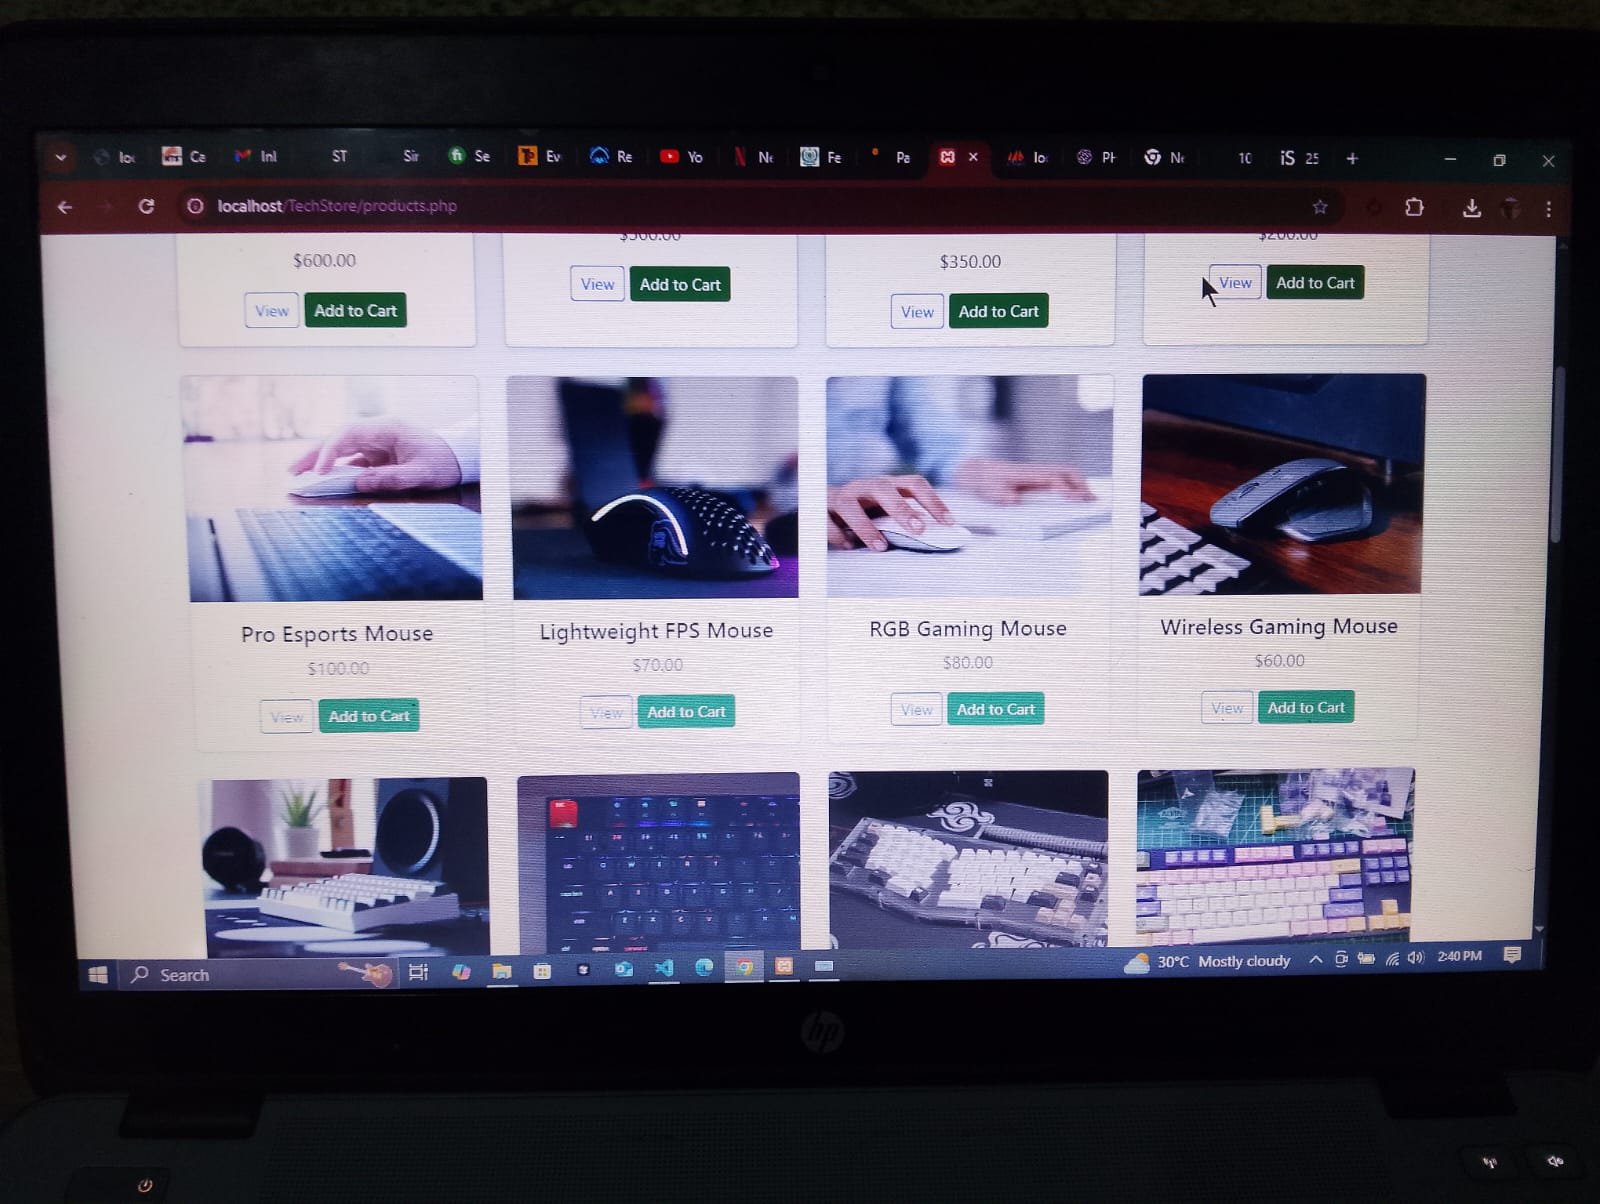 loc Ca Inl ST Sir Se Ev Re Yo Ne Fe Pa lo PH Ne 10 iS 25
localhost/TechStore/products.php
$600.00 $500.00 $350.00 $200.00
View Add to Cart View Add to Cart View Add to Cart View Add to Cart
Pro Esports Mouse Lightweight FPS Mouse RGB Gaming Mouse Wireless Gaming Mouse
$100.00 $70.00 $80.00 $60.00
View Add to Cart View Add to Cart View Add to Cart View Add to Cart
Search 30°C Mostly cloudy 2:40 PM
hp